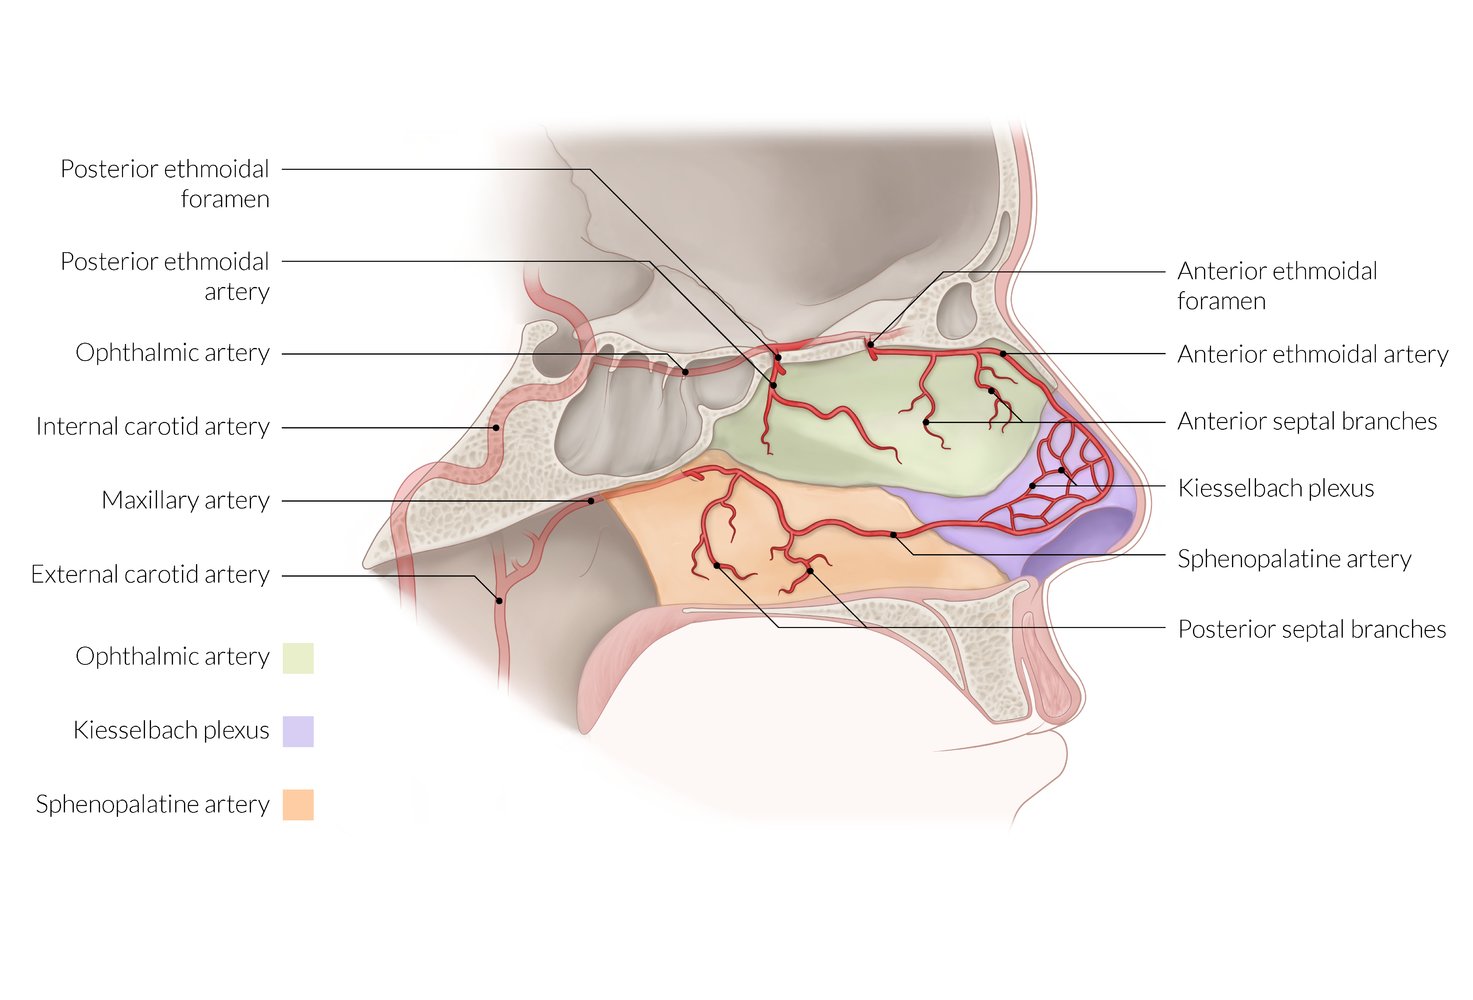 Posterior ethmoidal
foramen
Posterior ethmoidal
artery
Ophthalmic artery
Internal carotid artery
Maxillary artery
External carotid artery
Ophthalmic artery
Kiesselbach plexus
Sphenopalatine artery
Anterior ethmoidal
foramen
Anterior ethmoidal artery
Anterior septal branches
Kiesselbach plexus
Sphenopalatine artery
Posterior septal branches